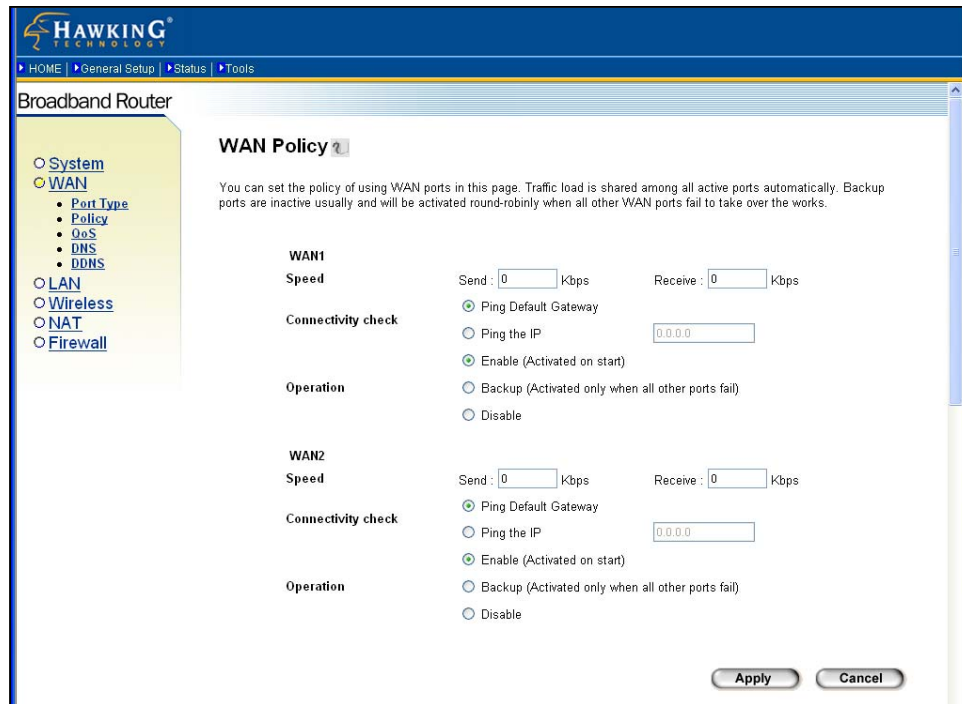 HAWKING®
TECHNOLOGY
HOME | General Setup | Status | Tools
Broadband Router
System
WAN
Port Type
Policy
QoS
DNS
DDNS
LAN
Wireless
NAT
Firewall
WAN Policy
You can set the policy of using WAN ports in this page. Traffic load is shared among all active ports automatically. Backup
ports are inactive usually and will be activated round-robinly when all other WAN ports fail to take over the works.
WAN1
Speed Send : 0 Kbps Receive : 0 Kbps
Connectivity check
Ping Default Gateway
Ping the IP 0.0.0.0
Operation
Enable (Activated on start)
Backup (Activated only when all other ports fail)
Disable
WAN2
Speed Send : 0 Kbps Receive : 0 Kbps
Connectivity check
Ping Default Gateway
Ping the IP 0.0.0.0
Operation
Enable (Activated on start)
Backup (Activated only when all other ports fail)
Disable
Apply Cancel